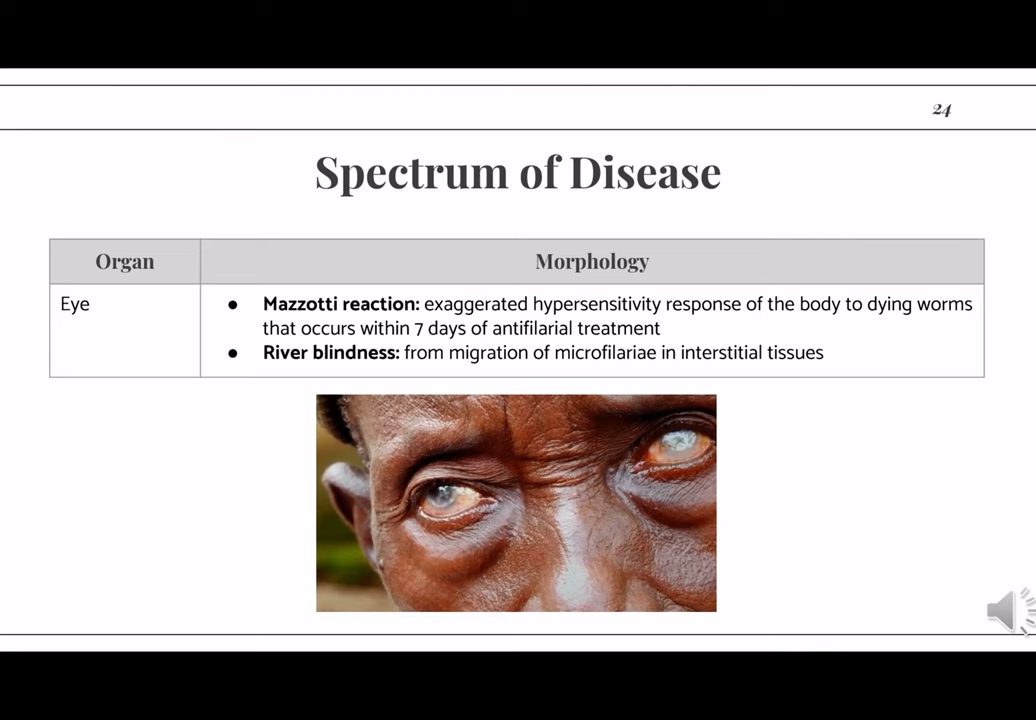 24
Spectrum of Disease
Organ
Morphology
Eye
● Mazzotti reaction: exaggerated hypersensitivity response of the body to dying worms
that occurs within 7 days of antifilarial treatment
● River blindness: from migration of microfilariae in interstitial tissues